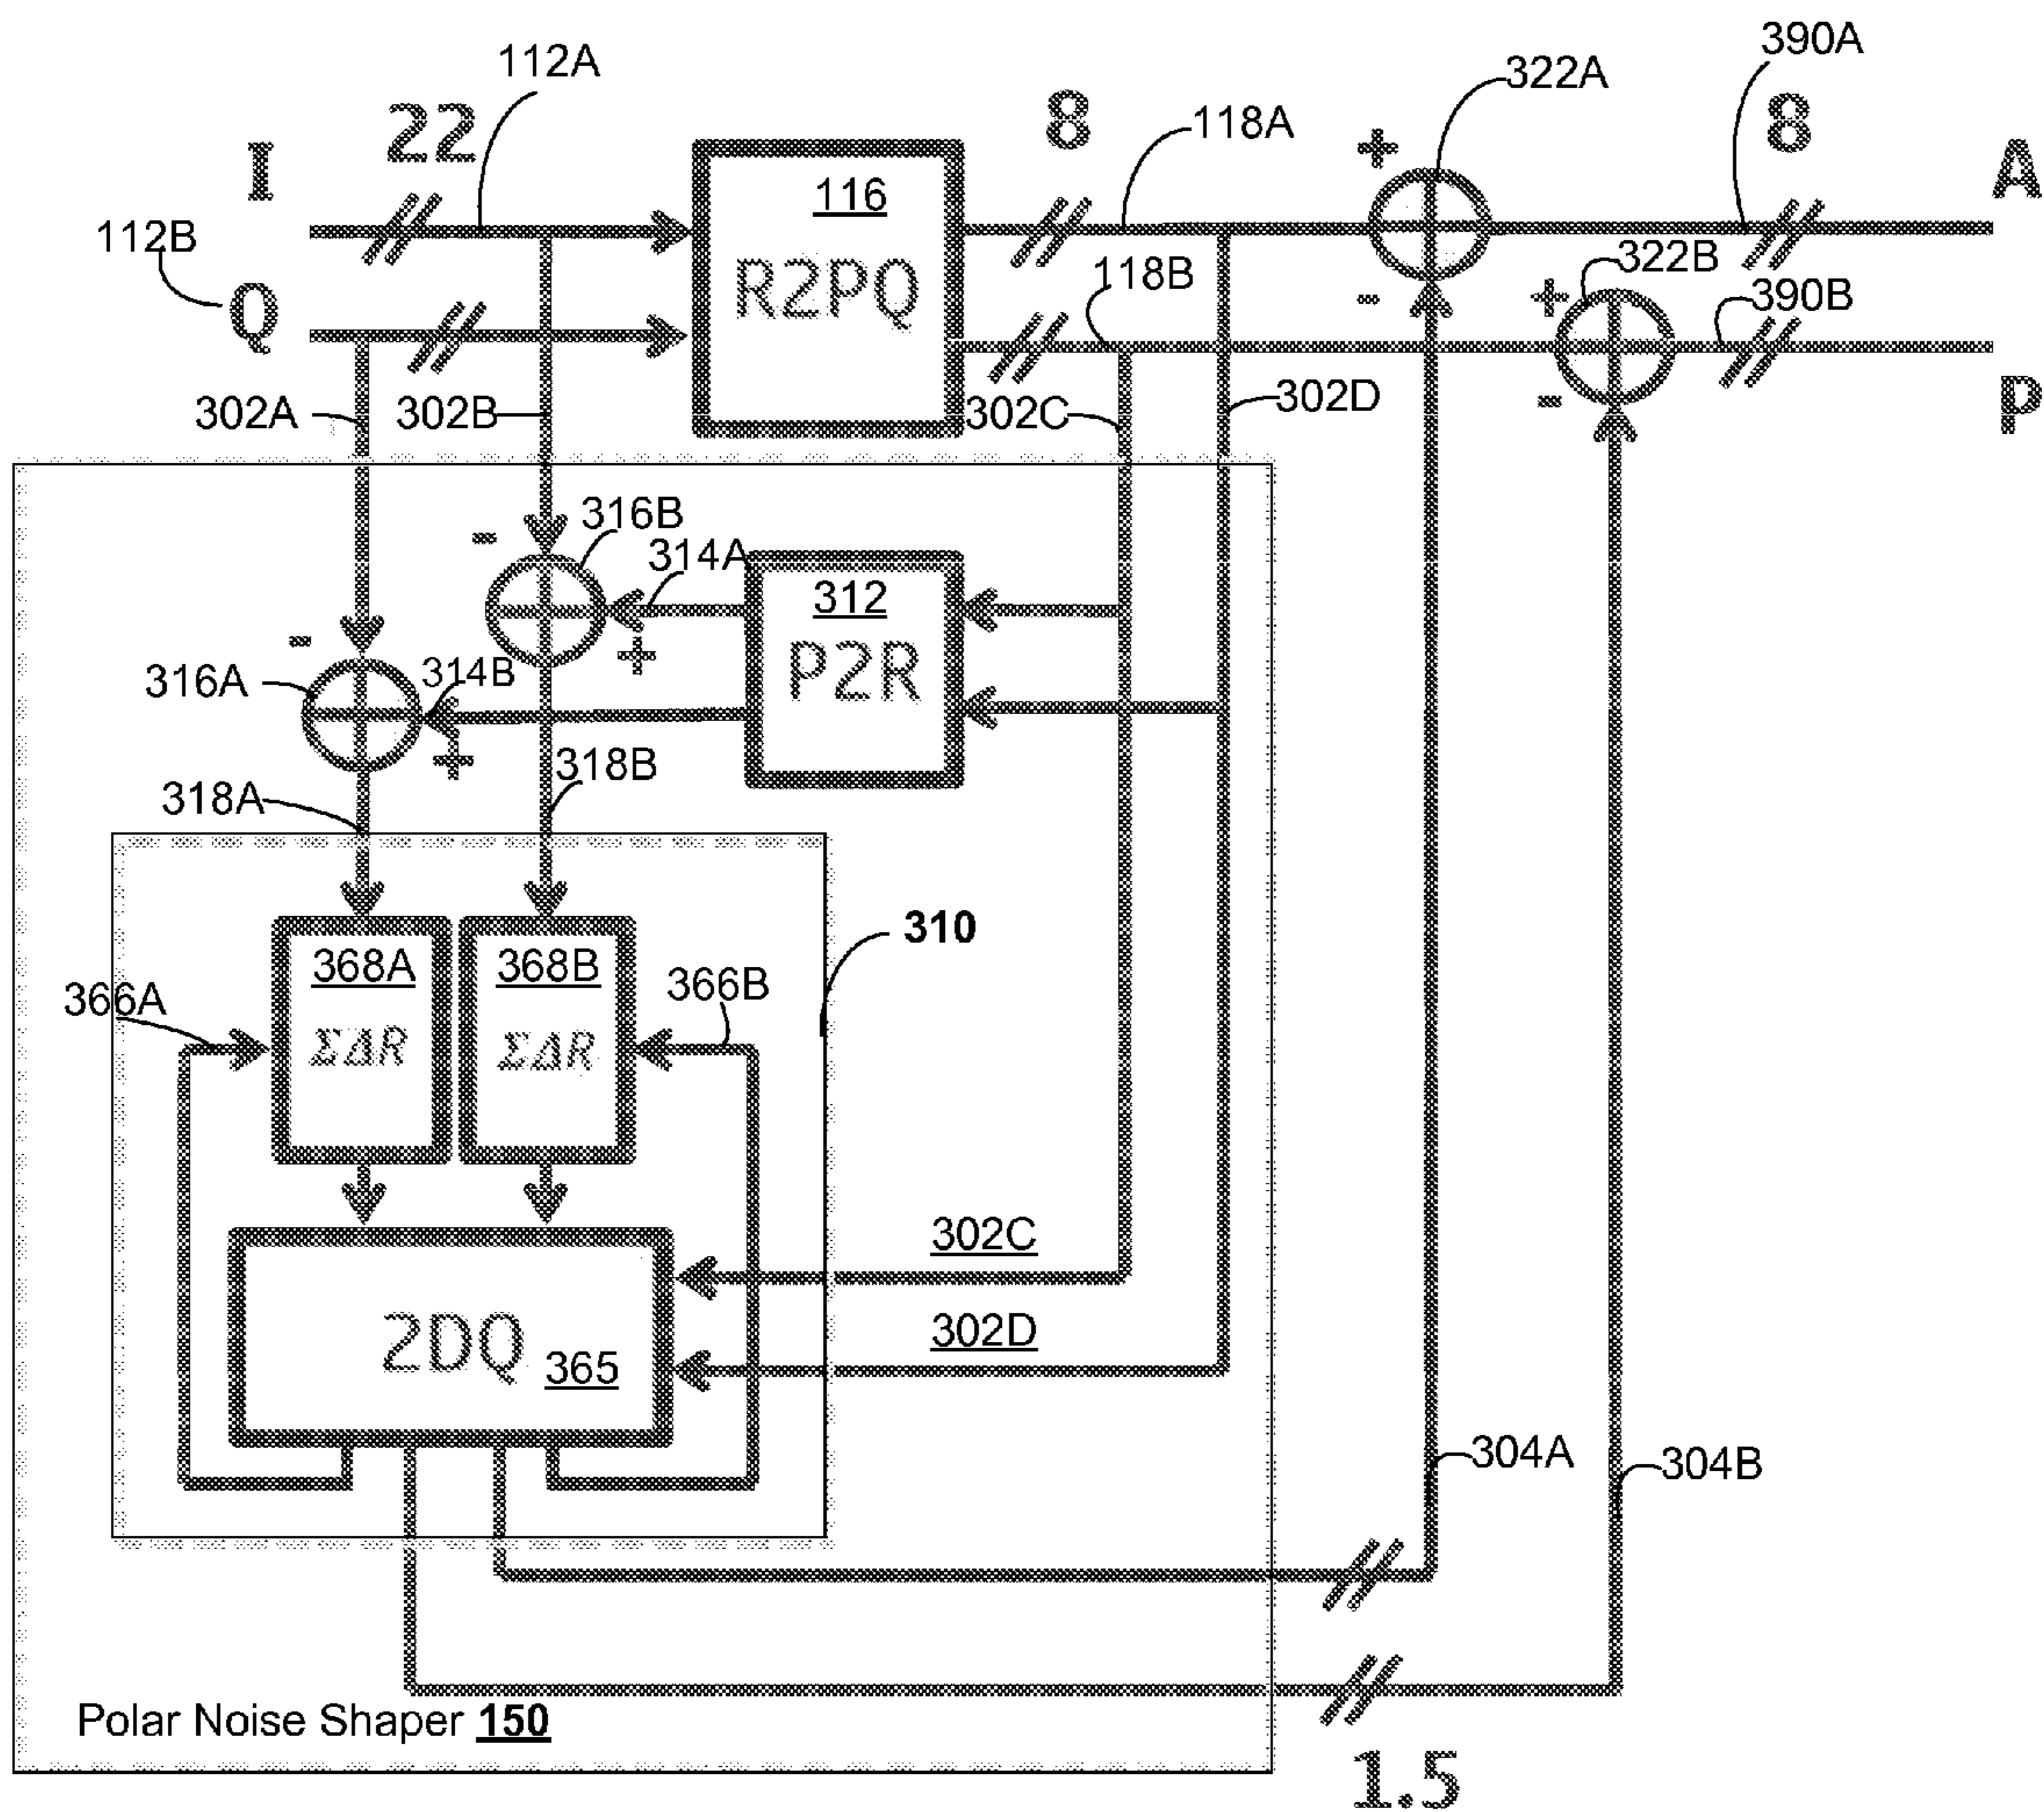 112A
322A
390A
22
8
118A
8
I
+
A
116
112B
Q
R2PQ
118B
322B
+
390B
-
302A
302B
302C
302D
-
P
-
316B
314A
312
-
+
P2R
316A
314B
+
318B
318A
368A
368B
310
366A
366B
ΣΔR
ΣΔR
302C
2DQ
365
302D
304A
304B
Polar Noise Shaper 150
1.5